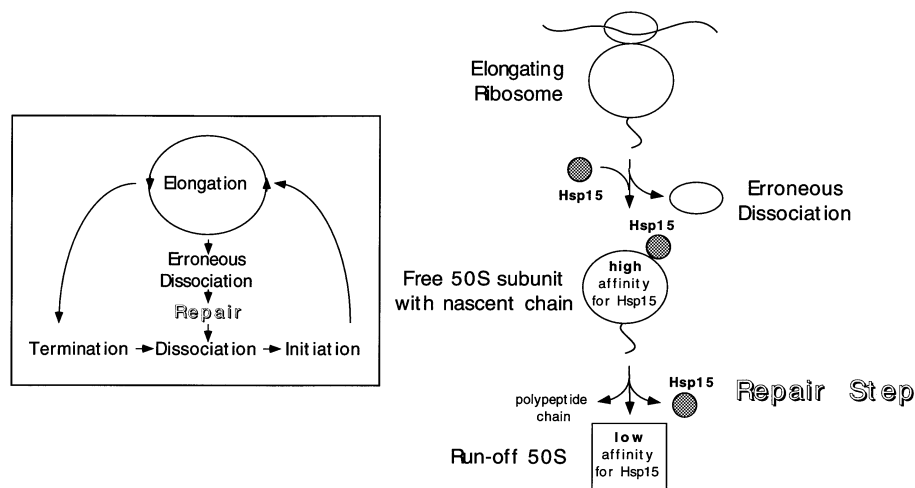 Elongation
Erroneous
Dissociation
Repair
Termination
Dissociation
Initiation
Elongating
Ribosome
Hsp15
Erroneous
Dissociation
Hsp15
Free 50S subunit
with nascent chain
high
affinity
for Hsp15
polypeptide
chain
Hsp15
Repair Step
Run-off 50S
low
affinity
for Hsp15